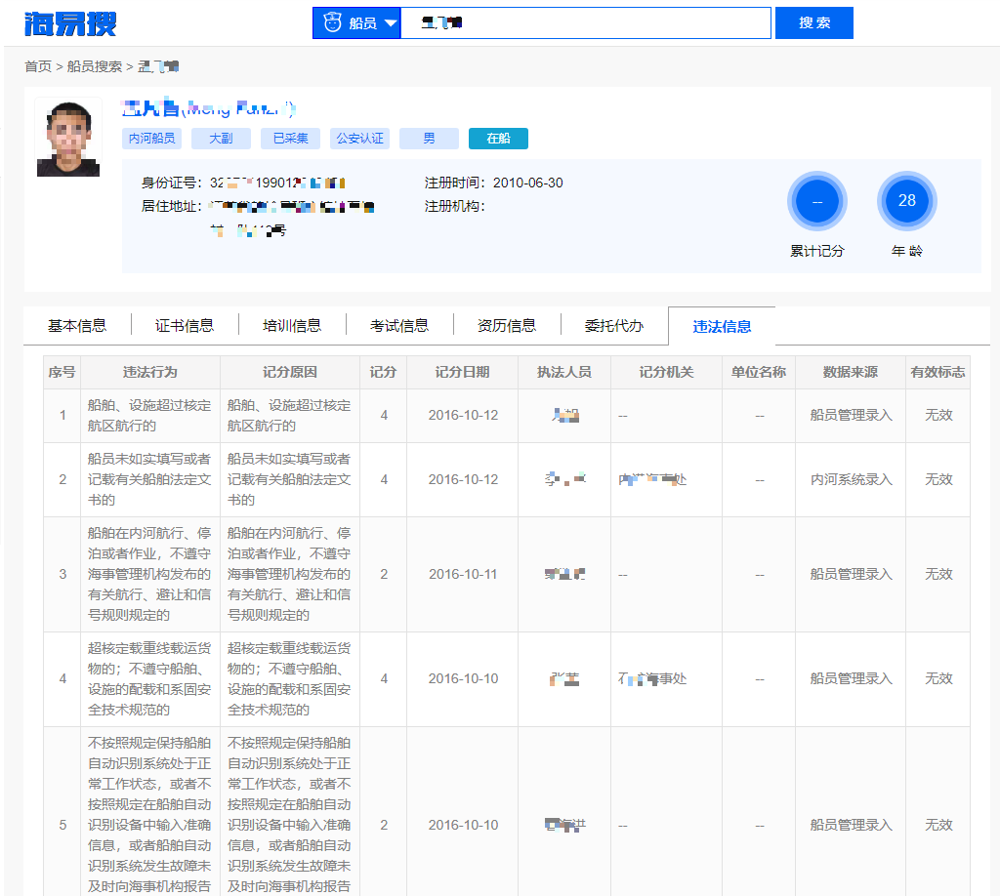 海易搜
船员
搜 索
首页 > 船员搜索 >
内河船员 大副 已采集 公安认证 男 在船
身份证号： 注册时间：2010-06-30
居住地址： 注册机构：
-- 28
累计记分 年 龄
基本信息 证书信息 培训信息 考试信息 资历信息 委托代办 违法信息
序号 违法行为 记分原因 记分 记分日期 执法人员 记分机关 单位名称 数据来源 有效标志
船舶、设施超过核定 船舶、设施超过核定
1 4 2016-10-12 -- -- 船员管理录入 无效
航区航行的 航区航行的
船员未如实填写或者 船员未如实填写或者
2 记载有关船舶法定文 记载有关船舶法定文 4 2016-10-12 处 -- 内河系统录入 无效
书的 书的
船舶在内河航行、停 船舶在内河航行、停
泊或者作业，不遵守 泊或者作业，不遵守
3 海事管理机构发布的 海事管理机构发布的 2 2016-10-11 -- -- 船员管理录入 无效
有关航行、避让和信 有关航行、避让和信
号规则规定的 号规则规定的
超核定载重线载运货 超核定载重线载运货
物的；不遵守船舶、 物的；不遵守船舶、
4 4 2016-10-10 事处 -- 船员管理录入 无效
设施的配载和系固安 设施的配载和系固安
全技术规范的 全技术规范的
不按照规定保持船舶 不按照规定保持船舶
自动识别系统处于正 自动识别系统处于正
常工作状态，或者不 常工作状态，或者不
按照规定在船舶自动 按照规定在船舶自动
5 识别设备中输入准确 识别设备中输入准确 2 2016-10-10 -- -- 船员管理录入 无效
信息，或者船舶自动 信息，或者船舶自动
识别系统发生故障未 识别系统发生故障未
及时向海事机构报告 及时向海事机构报告